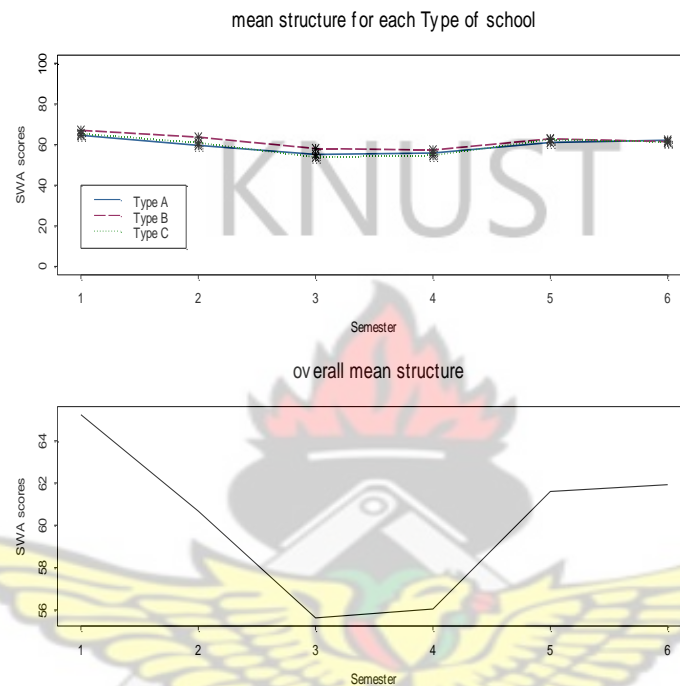 mean structure for each Type of school
SWA scores
100
80
60
40
20
0
KNUST
Type A
Type B
Type C
1 2 3 4 5 6
Semester
overall mean structure
SWA scores
64
62
60
58
56
1 2 3 4 5 6
Semester